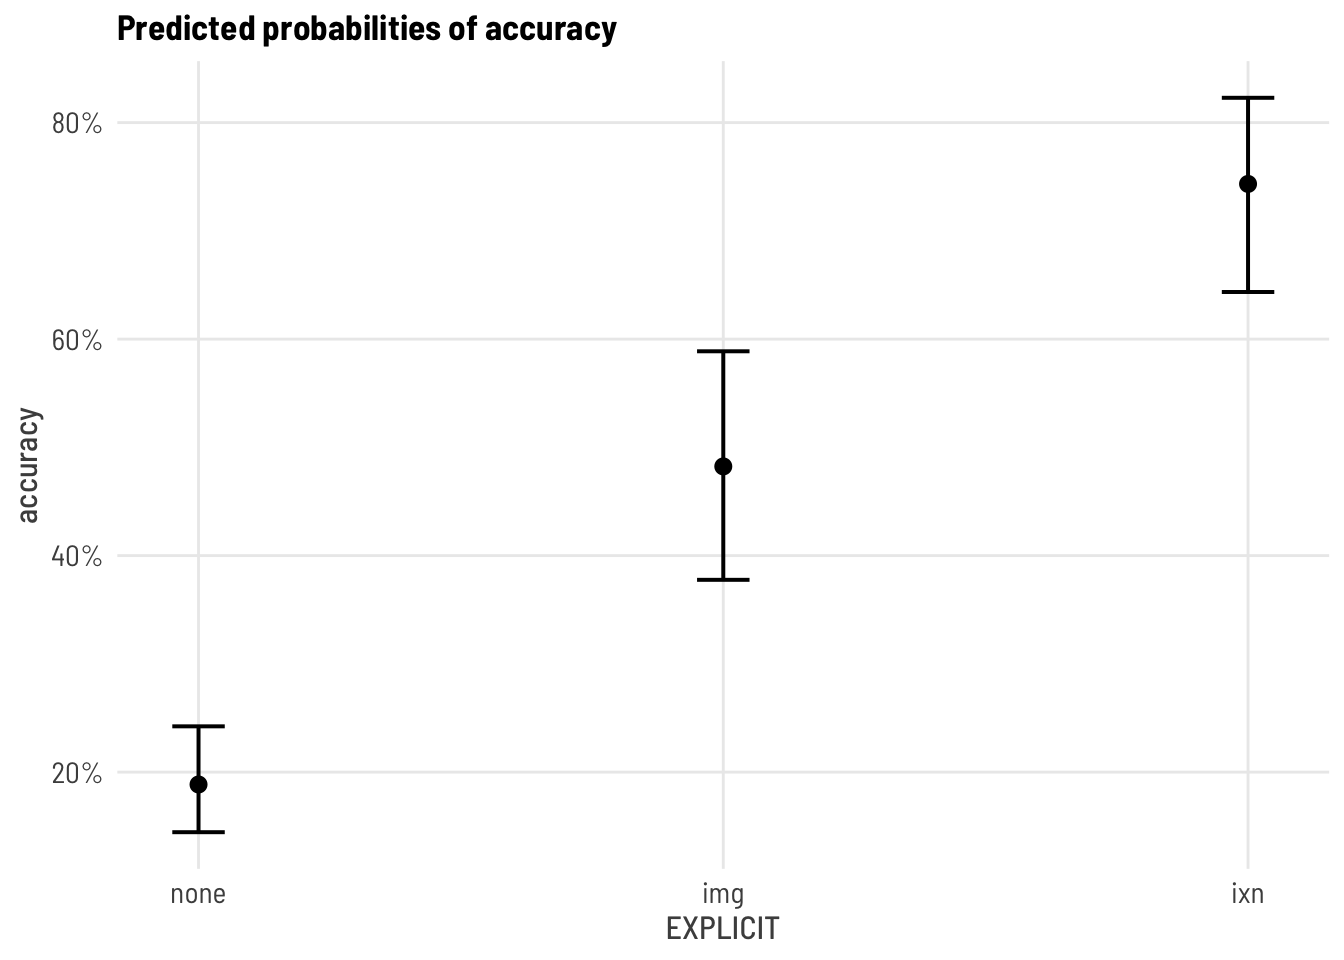 Predicted probabilities of accuracy
80%
60%
40%
20%
accuracy
none img ixn
EXPLICIT